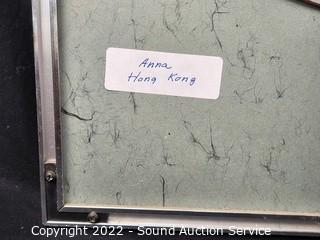 Anna
Hong Kong
Copyright 2022 - Sound Auction Service